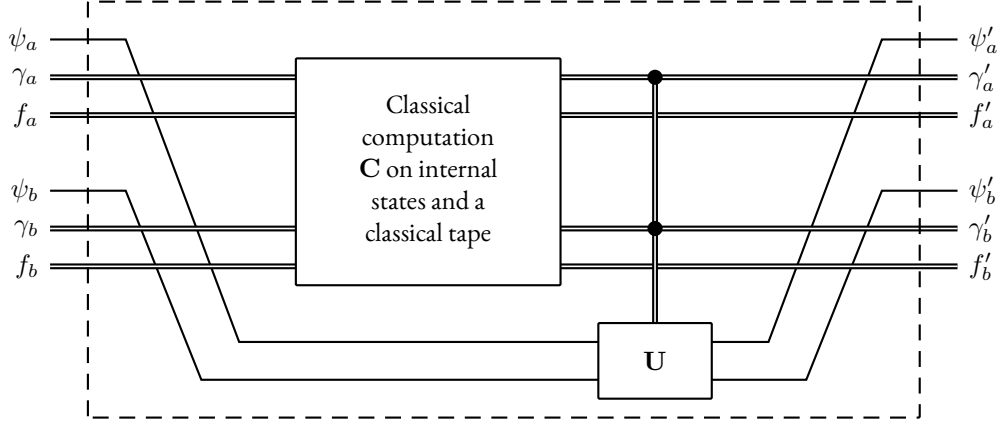 ψ_a
γ_a
f_a
ψ_b
γ_b
f_b
Classical
computation
C on internal
states and a
classical tape
U
ψ'_a
γ'_a
f'_a
ψ'_b
γ'_b
f'_b